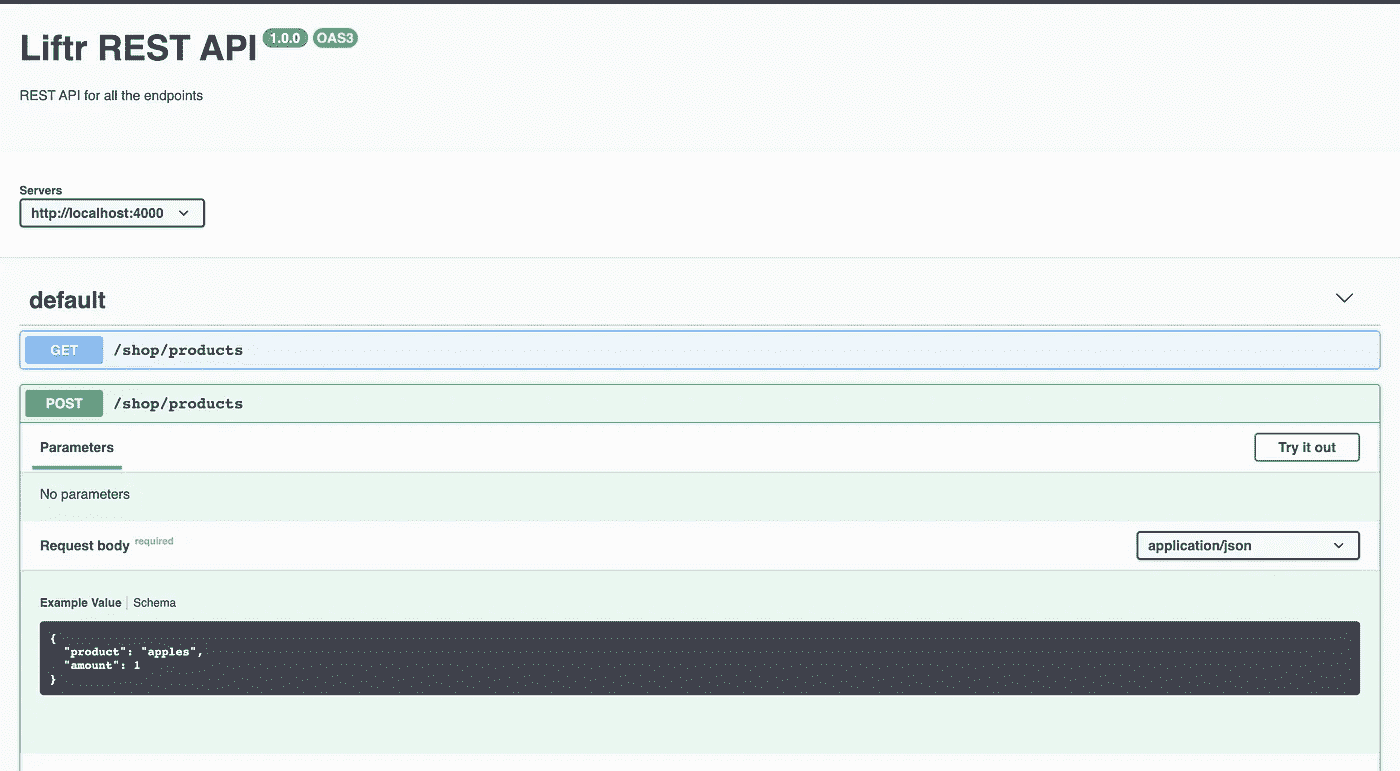 Liftr REST API 1.0.0 OAS3
REST API for all the endpoints
Servers
http://localhost:4000
default
GET /shop/products
POST /shop/products
Parameters Try it out
No parameters
Request body required application/json
Example Value Schema
{
"product": "apples",
"amount": 1
}